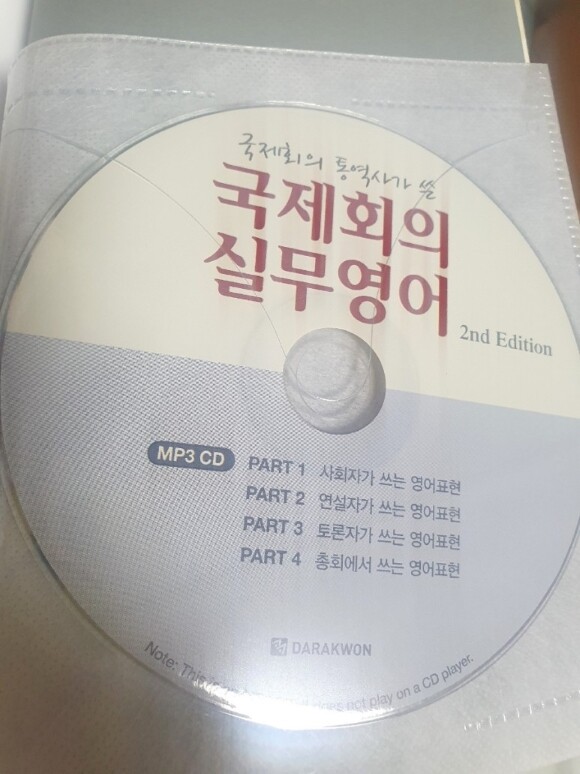 국제회의 통역사가 쓴
국제회의
실무영어
2nd Edition
MP3 CD
PART 1 사회자가 쓰는 영어표현
PART 2 연설자가 쓰는 영어표현
PART 3 토론자가 쓰는 영어표현
PART 4 총회에서 쓰는 영어표현
DARAKWON
Note: This not play on a CD player.